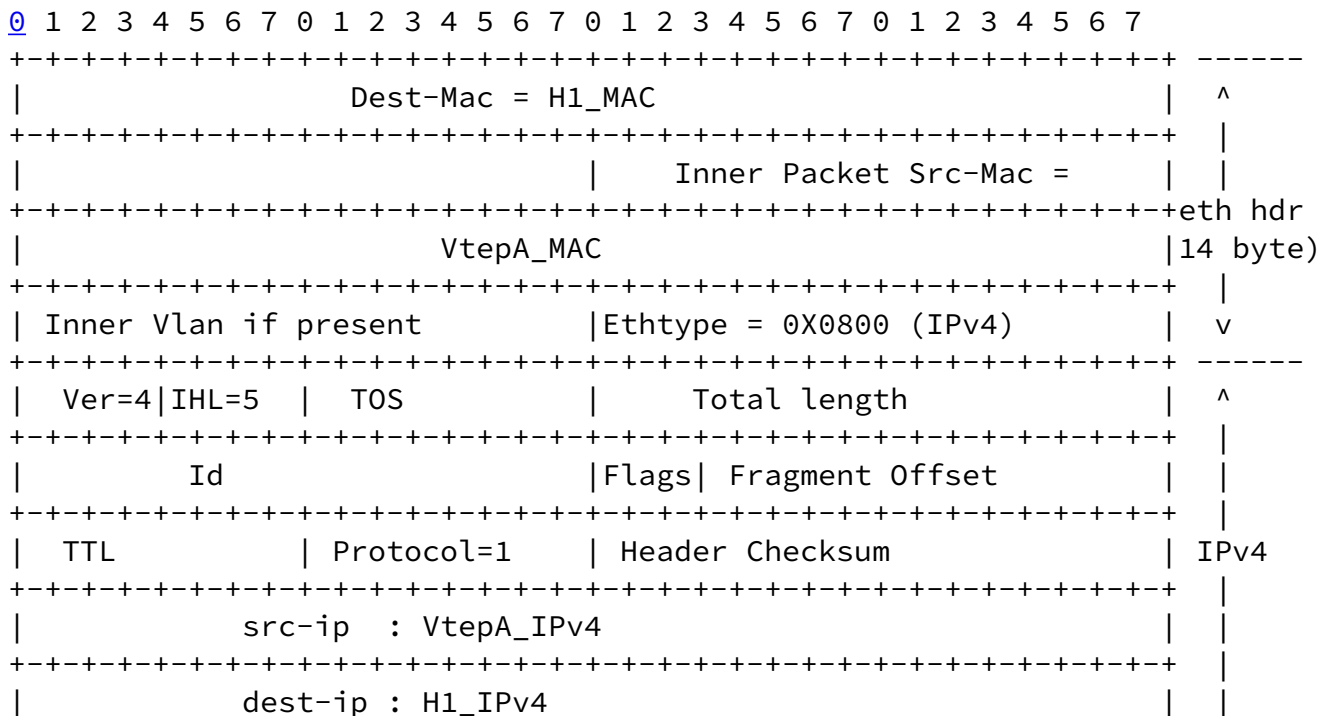 0 1 2 3 4 5 6 7 0 1 2 3 4 5 6 7 0 1 2 3 4 5 6 7 0 1 2 3 4 5 6 7
+-+-+-+-+-+-+-+-+-+-+-+-+-+-+-+-+-+-+-+-+-+-+-+-+-+-+-+-+-+-+-+-+ ------
|                  Dest-Mac = H1_MAC                            |  ^
+-+-+-+-+-+-+-+-+-+-+-+-+-+-+-+-+-+-+-+-+-+-+-+-+-+-+-+-+-+-+-+-+  |
|                               |    Inner Packet Src-Mac =     |  |
+-+-+-+-+-+-+-+-+-+-+-+-+-+-+-+-+-+-+-+-+-+-+-+-+-+-+-+-+-+-+-+-+eth hdr
|                       VtepA_MAC                               |14 byte)
+-+-+-+-+-+-+-+-+-+-+-+-+-+-+-+-+-+-+-+-+-+-+-+-+-+-+-+-+-+-+-+-+  |
| Inner Vlan if present         |Ethtype = 0X0800 (IPv4)        |  v
+-+-+-+-+-+-+-+-+-+-+-+-+-+-+-+-+-+-+-+-+-+-+-+-+-+-+-+-+-+-+-+-+ ------
|  Ver=4|IHL=5  |  TOS          |     Total length              |  ^
+-+-+-+-+-+-+-+-+-+-+-+-+-+-+-+-+-+-+-+-+-+-+-+-+-+-+-+-+-+-+-+-+  |
|         Id                    |Flags| Fragment Offset         |  |
+-+-+-+-+-+-+-+-+-+-+-+-+-+-+-+-+-+-+-+-+-+-+-+-+-+-+-+-+-+-+-+-+  |
|  TTL          | Protocol=1    | Header Checksum               | IPv4
+-+-+-+-+-+-+-+-+-+-+-+-+-+-+-+-+-+-+-+-+-+-+-+-+-+-+-+-+-+-+-+-+  |
|            src-ip  : VtepA_IPv4                               |  |
+-+-+-+-+-+-+-+-+-+-+-+-+-+-+-+-+-+-+-+-+-+-+-+-+-+-+-+-+-+-+-+-+  |
|            dest-ip : H1_IPv4                                  |  |